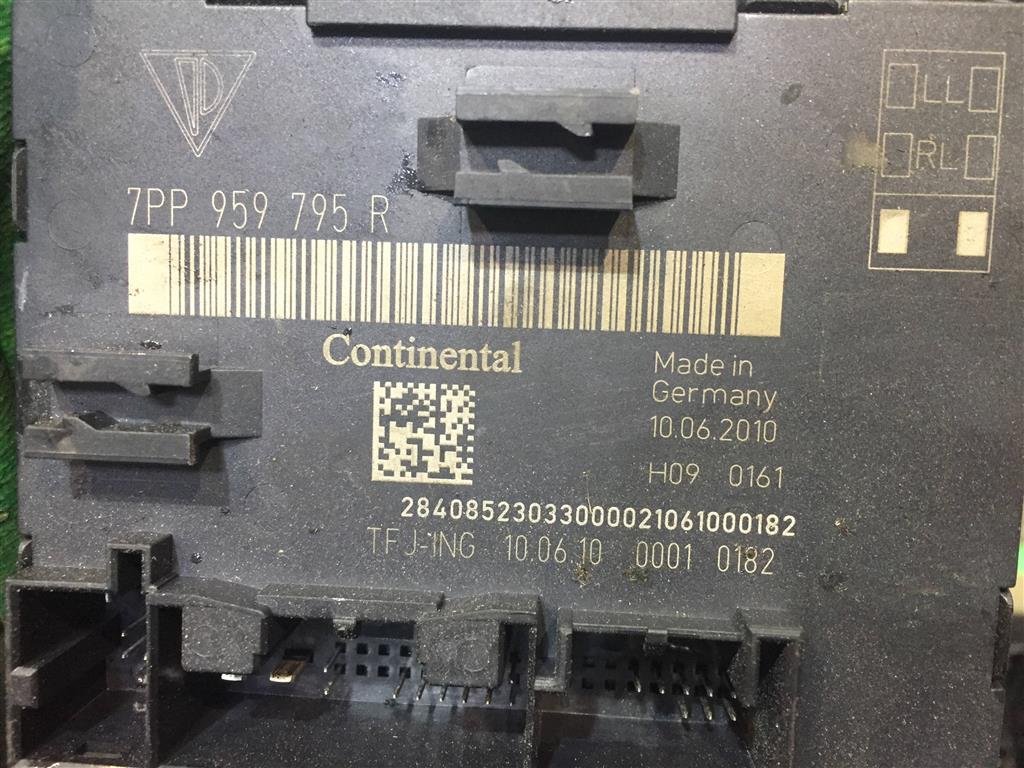 LL
RL
7PP 959 795 R
Continental
Made in
Germany
10.06.2010
H09 0161
28408523033000021061000182
TFJ-ING 10.06.10 0001 0182